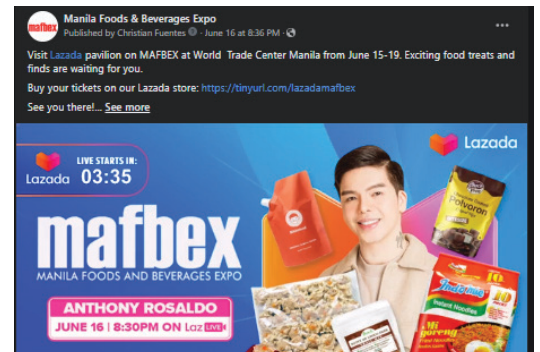 Manila Foods & Beverages Expo
Published by Christian Fuentes · June 16 at 8:36 PM ·
Visit Lazada pavilion on MAFBEX at World Trade Center Manila from June 15-19. Exciting food treats and
finds are waiting for you.
Buy your tickets on our Lazada store: https://tinyurl.com/lazadamafbex
See you there!... See more
Lazada
LIVE STARTS IN:
03:35
Lazada
mafbex
MANILA FOODS AND BEVERAGES EXPO
ANTHONY ROSALDO
JUNE 16 | 8:30PM ON Laz LIVE
Polvoron
Indomie
Instant Noodles
Mi
goreng
10